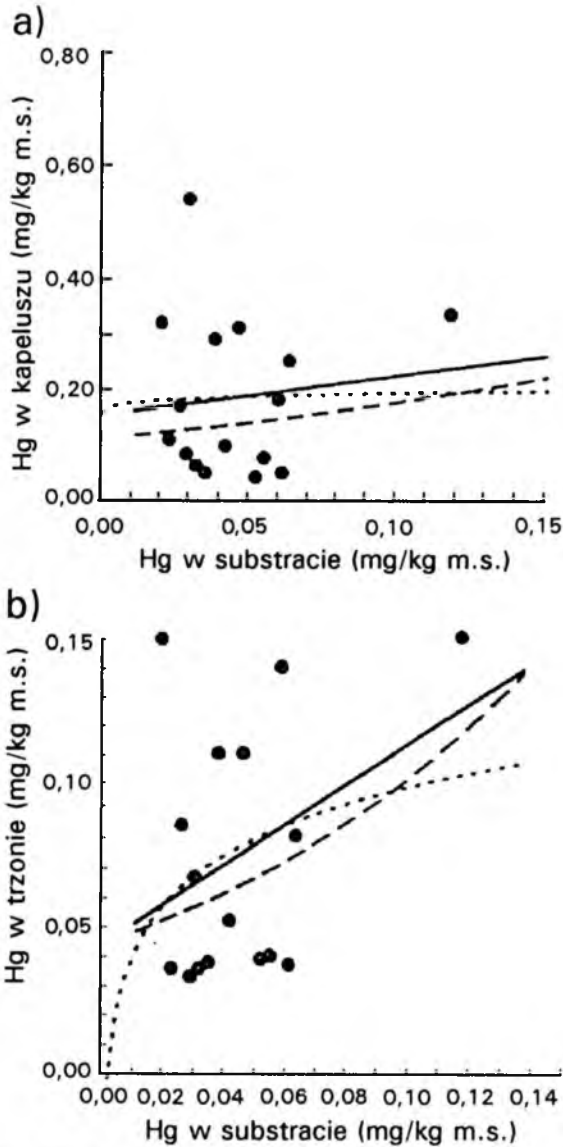 a)
0,80
0,60
0,40
0,20
0,00
Hg w kapeluszu (mg/kg m.s.)
0,00 0,05 0,10 0,15
Hg w substracie (mg/kg m.s.)
b)
0,15
0,10
0,05
0,00
Hg w trzonie (mg/kg m.s.)
0,00 0,02 0,04 0,06 0,08 0,10 0,12 0,14
Hg w substracie (mg/kg m.s.)